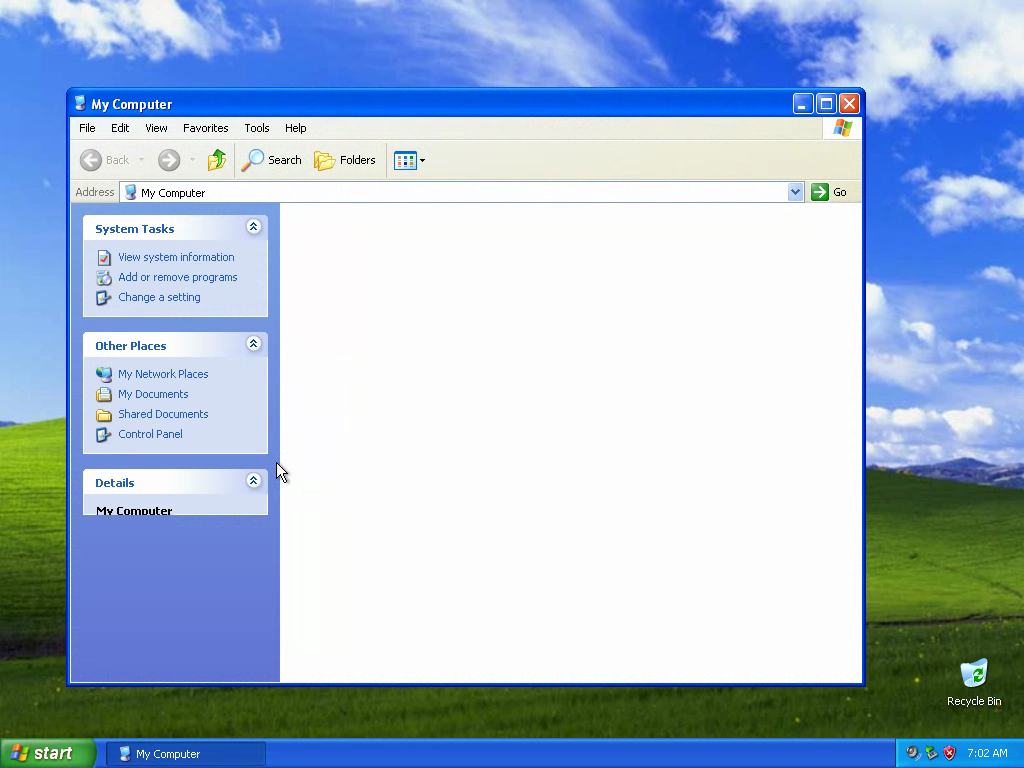 My Computer
File Edit View Favorites Tools Help
Back Search Folders
Address My Computer Go
System Tasks
View system information
Add or remove programs
Change a setting
Other Places
My Network Places
My Documents
Shared Documents
Control Panel
Details
My Computer
Recycle Bin
start My Computer 7:02 AM